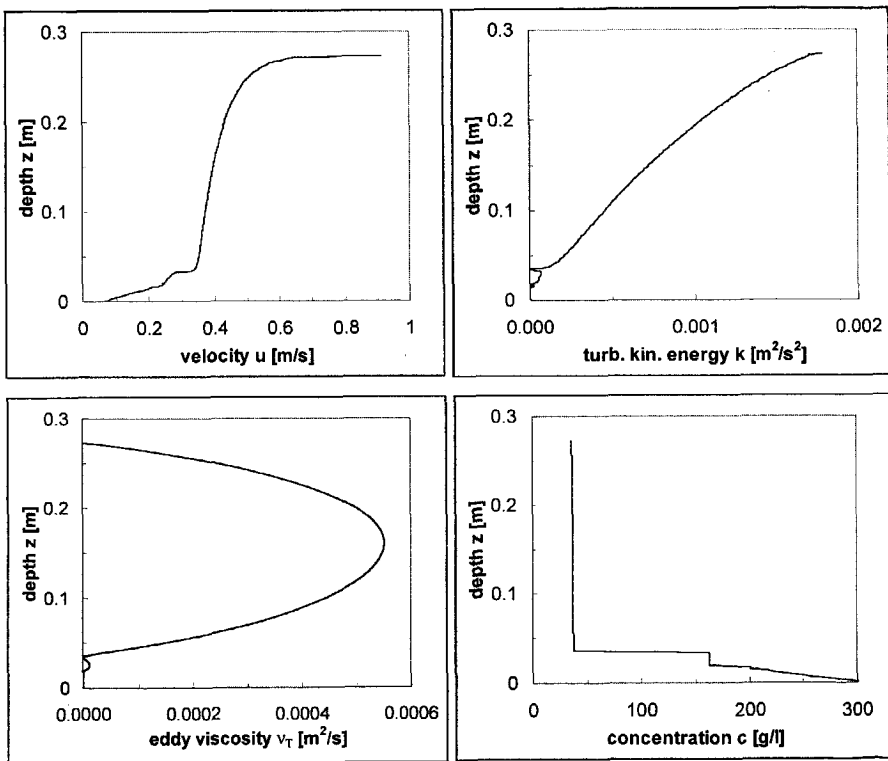 0.3
0.2
0.1
0
depth z [m]
0 0.2 0.4 0.6 0.8 1
velocity u [m/s]
0.3
0.2
0.1
0
depth z [m]
0.000 0.001 0.002
turb. kin. energy k [m²/s²]
0.3
0.2
0.1
0
depth z [m]
0.0000 0.0002 0.0004 0.0006
eddy viscosity νT [m²/s]
0.3
0.2
0.1
0
depth z [m]
0 100 200 300
concentration c [g/l]